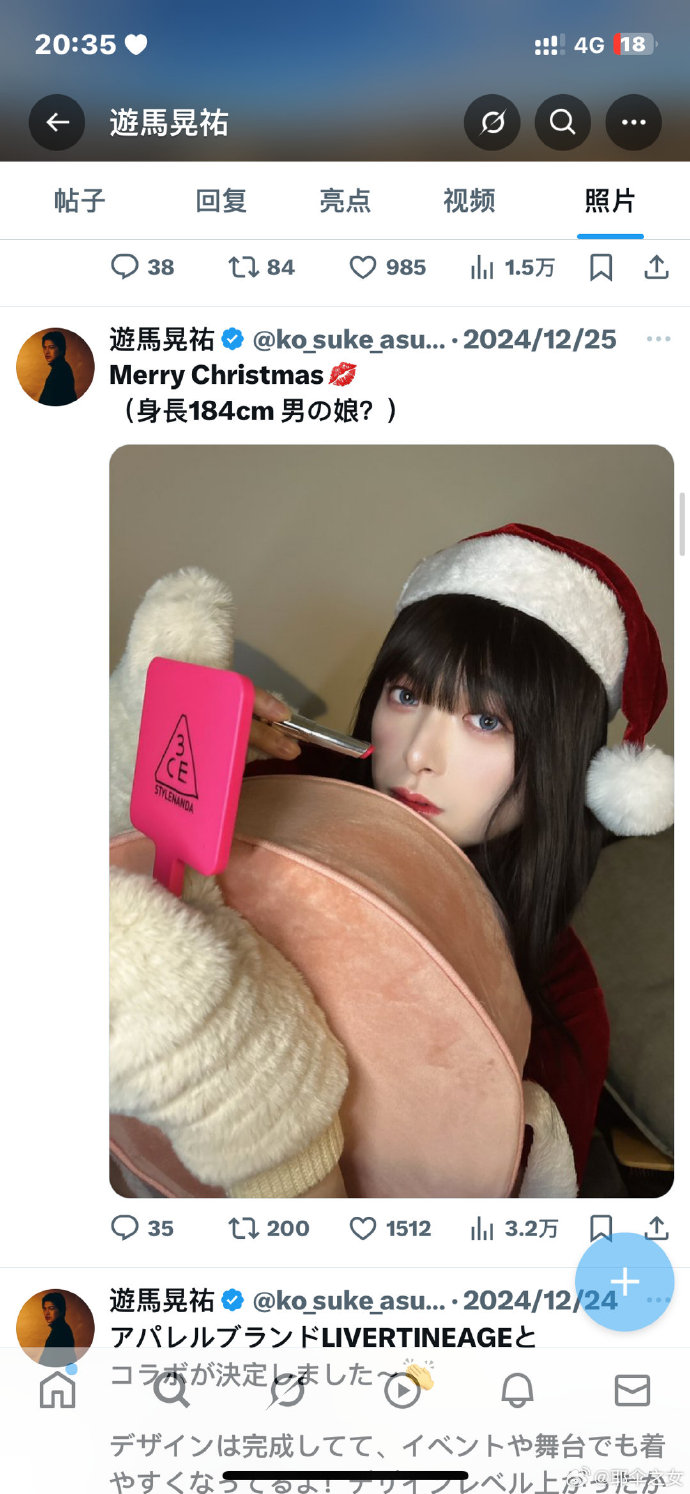 20:35
4G
18
遊馬晃祐
帖子 回复 亮点 视频 照片
38 84 985 1.5万
遊馬晃祐 @ko_suke_asu... · 2024/12/25
Merry Christmas💋
（身長184cm 男の娘？）
3
CE
STYLENANDA
35 200 1512 3.2万
遊馬晃祐 @ko_suke_asu... · 2024/12/24
アパレルブランドLIVERTINEAGEと
コラボが決定しました〜👏
デザインは完成してて、イベントや舞台でも着
やすくなってるよ！デザインレベル上がったか